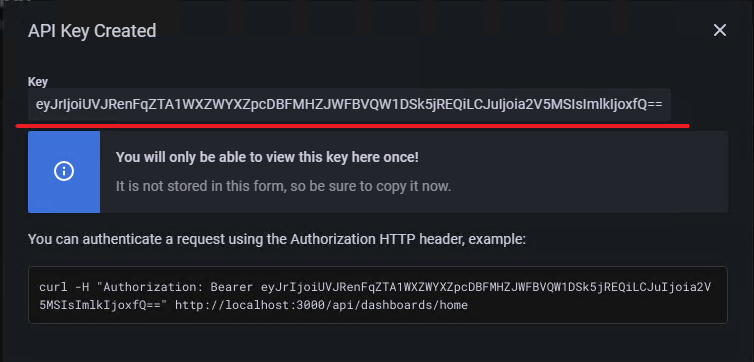 API Key Created
Key
eyJrIjoiUVJRenFqZTA1WXZWYXZpcDBFMHZJWFBVQW1DSk5jREQiLCJuIjoia2V5MSIsImlkIjoxfQ==
You will only be able to view this key here once!
It is not stored in this form, so be sure to copy it now.
You can authenticate a request using the Authorization HTTP header, example:
curl -H "Authorization: Bearer eyJrIjoiUVJRenFqZTA1WXZWYXZpcDBFMHZJWFBVQW1DSk5jREQiLCJuIjoia2V
5MSIsImlkIjoxfQ==" http://localhost:3000/api/dashboards/home